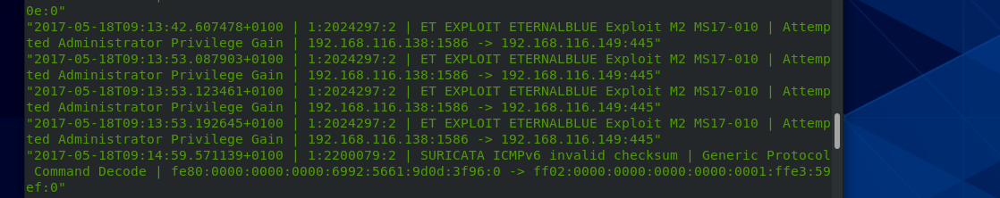 0e:0"
"2017-05-18T09:13:42.607478+0100 | 1:2024297:2 | ET EXPLOIT ETERNALBLUE Exploit M2 MS17-010 | Attemp
ted Administrator Privilege Gain | 192.168.116.138:1586 -> 192.168.116.149:445"
"2017-05-18T09:13:53.087903+0100 | 1:2024297:2 | ET EXPLOIT ETERNALBLUE Exploit M2 MS17-010 | Attemp
ted Administrator Privilege Gain | 192.168.116.138:1586 -> 192.168.116.149:445"
"2017-05-18T09:13:53.123461+0100 | 1:2024297:2 | ET EXPLOIT ETERNALBLUE Exploit M2 MS17-010 | Attemp
ted Administrator Privilege Gain | 192.168.116.138:1586 -> 192.168.116.149:445"
"2017-05-18T09:13:53.192645+0100 | 1:2024297:2 | ET EXPLOIT ETERNALBLUE Exploit M2 MS17-010 | Attemp
ted Administrator Privilege Gain | 192.168.116.138:1586 -> 192.168.116.149:445"
"2017-05-18T09:14:59.571139+0100 | 1:2200079:2 | SURICATA ICMPv6 invalid checksum | Generic Protocol
 Command Decode | fe80:0000:0000:0000:6992:5661:9d0d:3f96:0 -> ff02:0000:0000:0000:0000:0001:ffe3:59
ef:0"